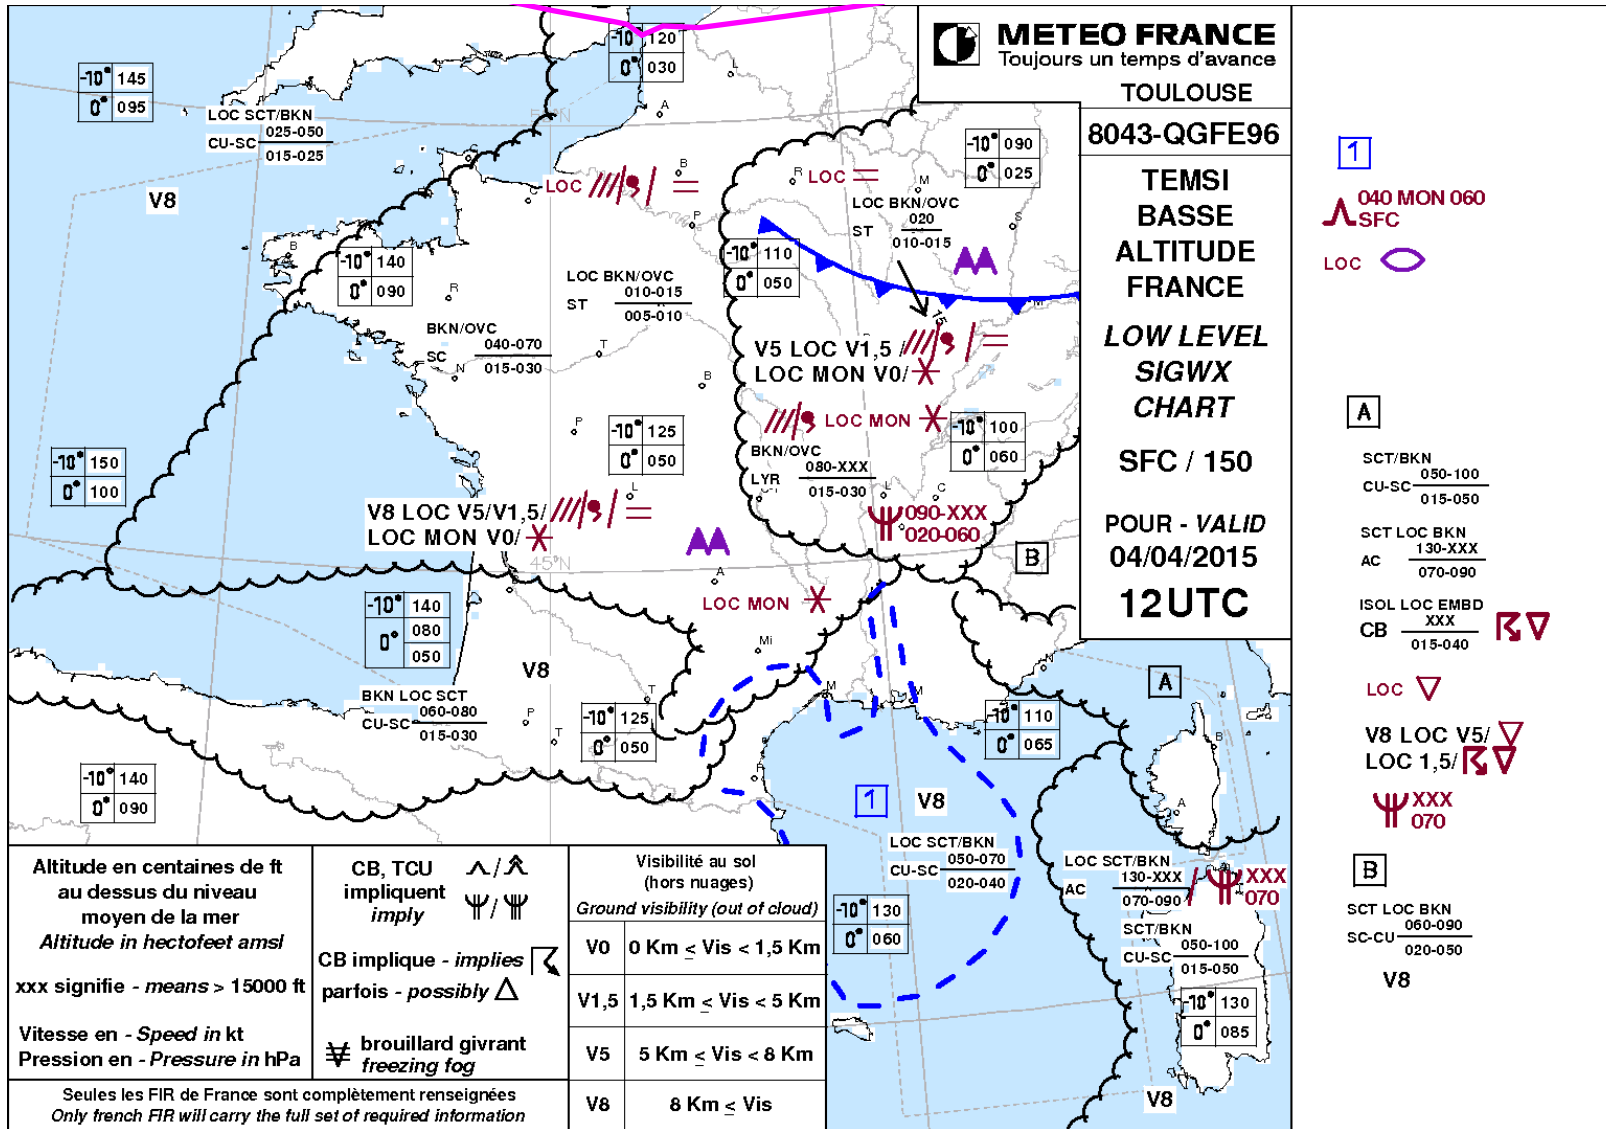 METEO FRANCE
Toujours un temps d'avance
TOULOUSE
8043-QGFE96
TEMSI
BASSE
ALTITUDE
FRANCE
LOW LEVEL
SIGWX
CHART
SFC / 150
POUR - VALID
04/04/2015
12UTC
-10° 145
0° 095
LOC SCT/BKN
025-050
CU-SC
015-025
V8
-10° 120
0° 030
B
LOC
A
L
B
C
P
R
LOC
M
S
-10° 090
0° 025
LOC BKN/OVC
020
ST
010-015
-10° 110
0° 050
-10° 140
0° 090
R
LOC BKN/OVC
010-015
ST
005-010
BKN/OVC
040-070
SC
015-030
N
T
B
15
M
V5 LOC V1,5 /
LOC MON V0/
LOC MON
P
-10° 125
0° 050
BKN/OVC
080-XXX
LYR
015-030
-10° 100
0° 060
L
C
L
090-XXX
020-060
-10° 150
0° 100
V8 LOC V5/V1,5/
LOC MON V0/
45°N
B
A
LOC MON
-10° 140
0° 080
050
Mi
V8
BKN LOC SCT
060-080
CU-SC
015-030
P
T
T
-10° 125
0° 050
M
M
N
A
-10° 110
0° 065
B
A
-10° 140
0° 090
P
1
V8
LOC SCT/BKN
050-070
CU-SC
020-040
-10° 130
0° 060
LOC SCT/BKN
130-XXX
AC
070-090
XXX
070
SCT/BKN
050-100
CU-SC
015-050
-10° 130
0° 085
V8
1
040 MON 060
SFC
LOC
A
SCT/BKN
050-100
CU-SC
015-050
SCT LOC BKN
130-XXX
AC
070-090
ISOL LOC EMBD
XXX
CB
015-040
LOC
V8 LOC V5/
LOC 1,5/
XXX
070
B
SCT LOC BKN
060-090
SC-CU
020-050
V8
Altitude en centaines de ft
au dessus du niveau
moyen de la mer
Altitude in hectofeet amsl
xxx signifie - means > 15000 ft
Vitesse en - Speed in kt
Pression en - Pressure in hPa
CB, TCU
impliquent
imply
CB implique - implies
parfois - possibly
brouillard givrant
freezing fog
Seules les FIR de France sont complètement renseignées
Only french FIR will carry the full set of required information
Visibilité au sol
(hors nuages)
Ground visibility (out of cloud)
V0 0 Km ≤ Vis < 1,5 Km
V1,5 1,5 Km ≤ Vis < 5 Km
V5 5 Km ≤ Vis < 8 Km
V8 8 Km ≤ Vis